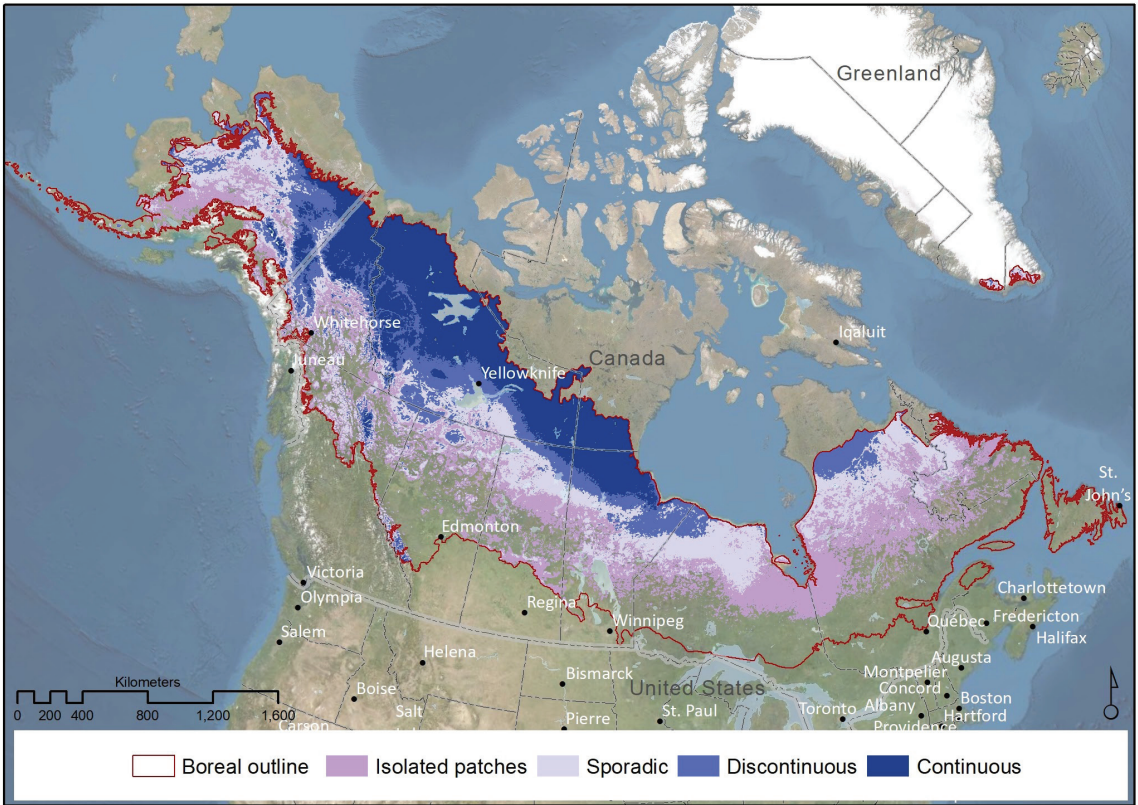 Greenland
Whitehorse
Iqaluit
Canada
Juneau
Yellowknife
St.
John's
Edmonton
Victoria
Olympia
Charlottetown
Regina
Québec
Fredericton
Winnipeg
Halifax
Salem
Helena
Augusta
Montpelier
Bismarck
Concord
United States
Kilometers
Boise
Boston
Albany
Toronto
Hartford
0 200 400 800 1,200 1,600
Salt
Pierre
St. Paul
Carson
Providence
Boreal outline Isolated patches Sporadic Discontinuous Continuous